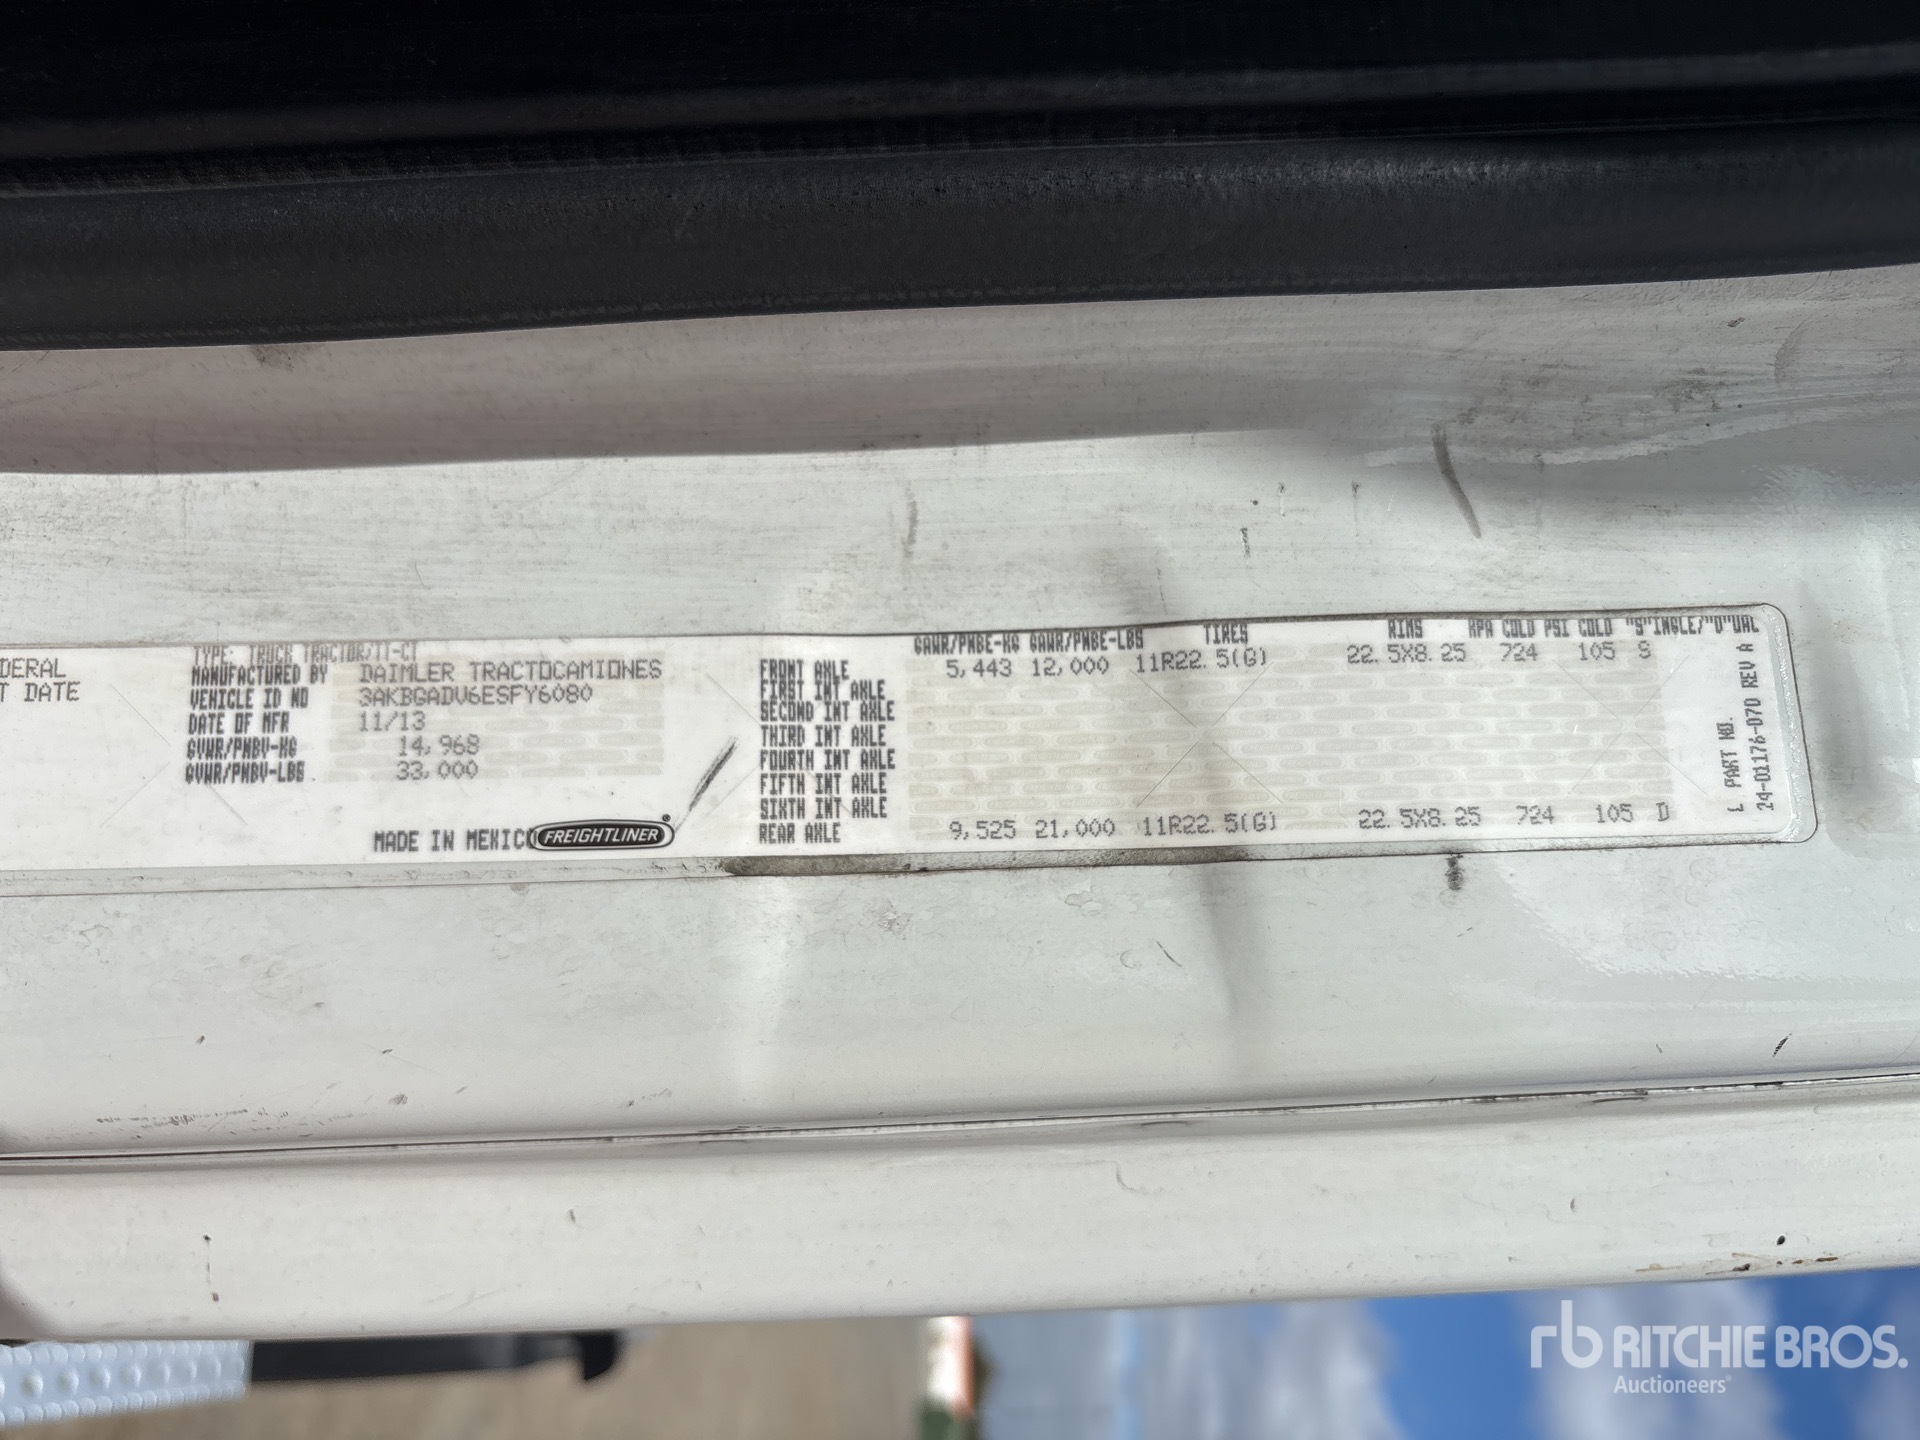 DERAL
T DATE
TYPE: TRUCK TRACTOR/TT-CT
MANUFACTURED BY DAIMLER TRACTOCAMIONES
VEHICLE ID NO 3AKBGADV6ESFY6080
DATE OF MFR 11/13
GVWR/PNBV-KG 14,968
GVWR/PNBV-LBS 33,000
MADE IN MEXICO FREIGHTLINER
GAWR/PNBE-KG GAWR/PNBE-LBS TIRES RIMS KPA COLD PSI COLD "S"INGLE/"D"UAL
FRONT AXLE 5,443 12,000 11R22.5(G) 22.5X8.25 724 105 S
FIRST INT AXLE
SECOND INT AXLE
THIRD INT AXLE
FOURTH INT AXLE
FIFTH INT AXLE
SIXTH INT AXLE
REAR AXLE 9,525 21,000 11R22.5(G) 22.5X8.25 724 105 D
L PART NO.
24-01176-070 REV A
rb RITCHIE BROS.
Auctioneers